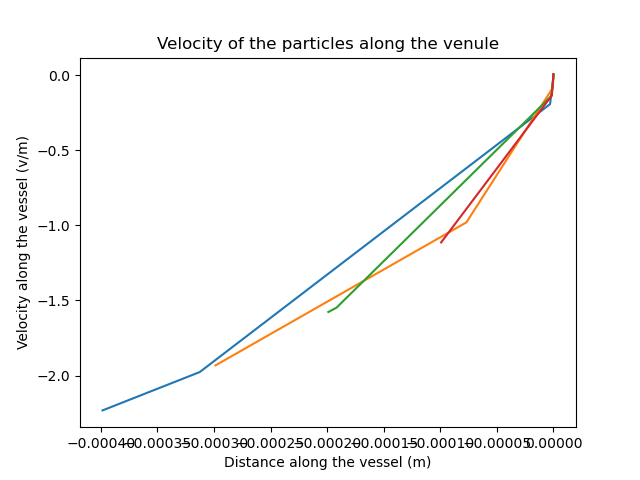 Velocity of the particles along the venule
Velocity along the vessel (v/m)
0.0
−0.5
−1.0
−1.5
−2.0
−0.00040 −0.00035 −0.00030 −0.00025 −0.00020 −0.00015 −0.00010 −0.00005 0.00000
Distance along the vessel (m)